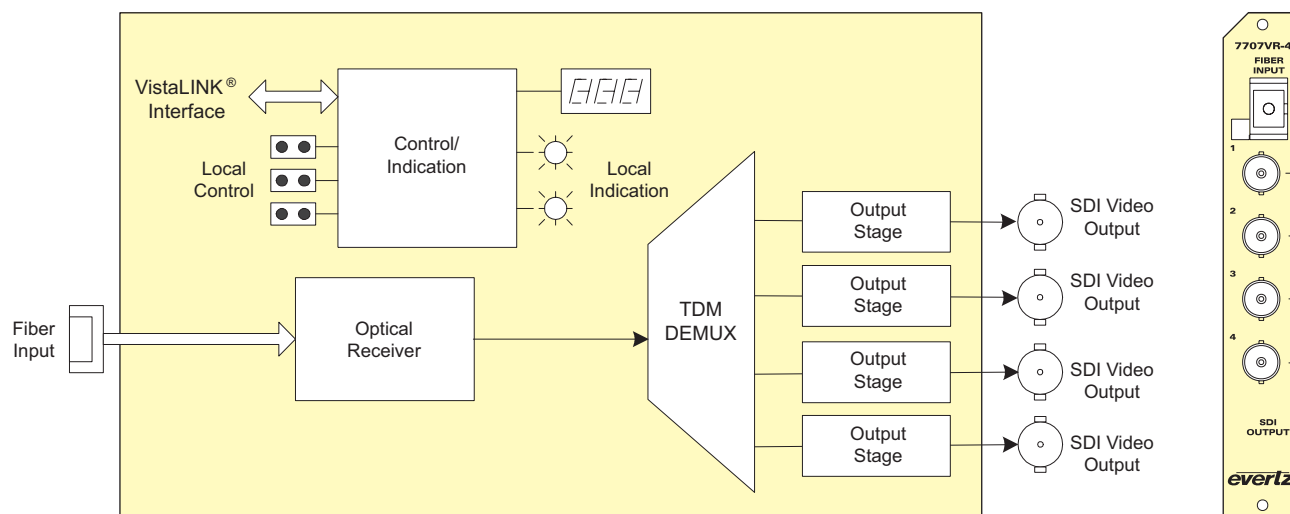 VistaLINK ®
Interface
Local
Control
Control/
Indication
Local
Indication
Fiber
Input
Optical
Receiver
TDM
DEMUX
Output
Stage
Output
Stage
Output
Stage
Output
Stage
SDI Video
Output
SDI Video
Output
SDI Video
Output
SDI Video
Output
7707VR-4
FIBER
INPUT
1
2
3
4
SDI
OUTPUT
evertz